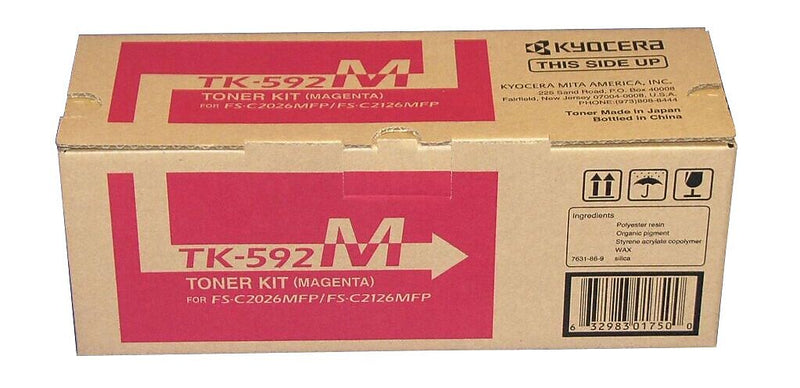 KYOCERA
THIS SIDE UP
TK-592M
TONER KIT (MAGENTA)
FOR FS-C2026MFP/FS-C2126MFP
KYOCERA MITA AMERICA, INC.
225 Sand Road, P.O. Box 40008
Fairfield, New Jersey 07004-0008, U.S.A.
PHONE:(973)808-8444
Toner Made in Japan
Bottled in China
TK-592M
TONER KIT (MAGENTA)
FOR FS-C2026MFP/FS-C2126MFP
Ingredients
Polyester resin
Organic pigment
Styrene acrylate copolymer
WAX
7631-86-9 silica
6 32983 01750 0